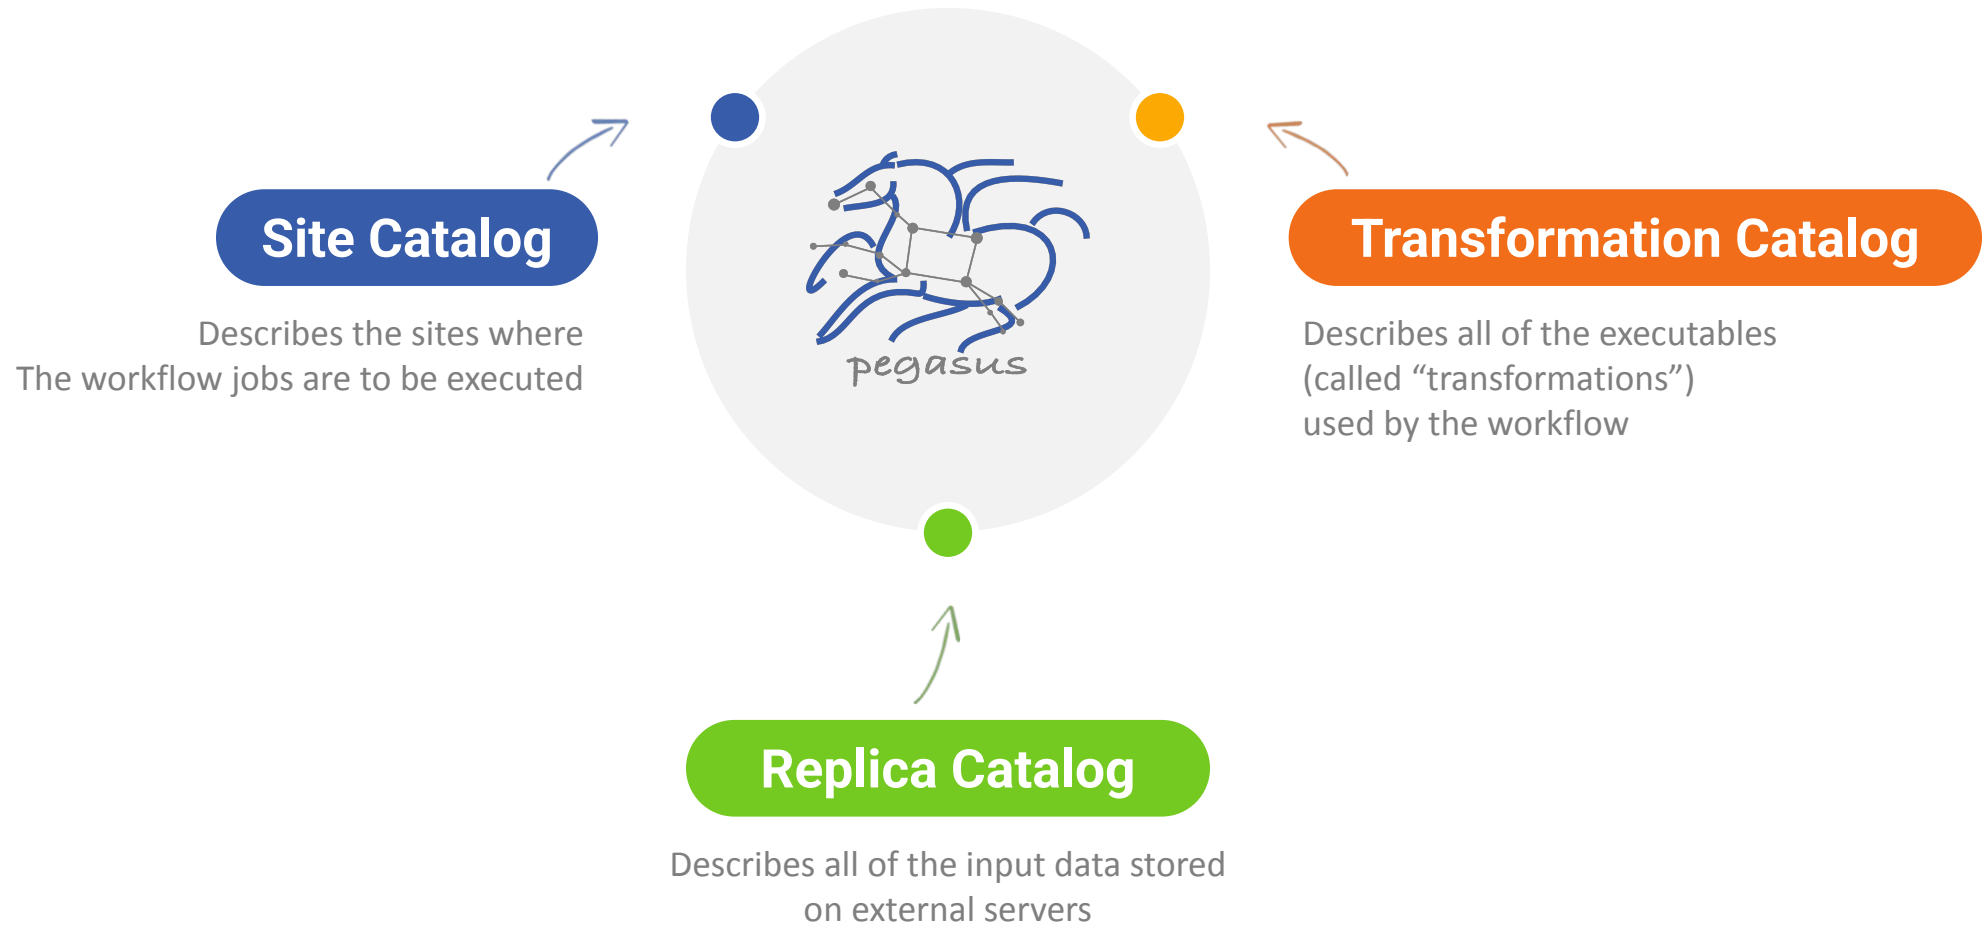 Site Catalog
Describes the sites where
The workflow jobs are to be executed
pegasus
Transformation Catalog
Describes all of the executables
(called “transformations”)
used by the workflow
Replica Catalog
Describes all of the input data stored
on external servers